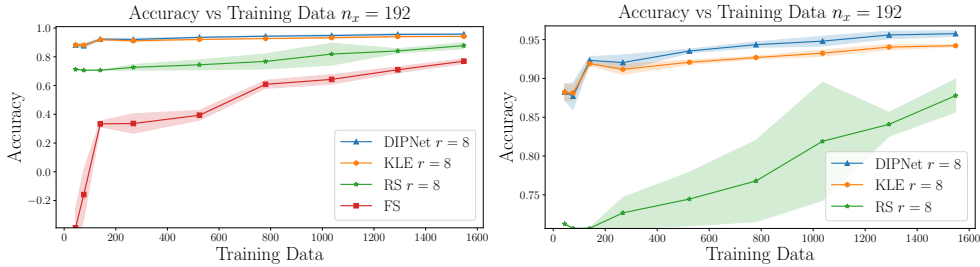 Accuracy vs Training Data $n_x = 192$
1.0
0.8
0.6
0.4
0.2
0.0
−0.2
Accuracy
DIPNet $r = 8$
KLE $r = 8$
RS $r = 8$
FS
0 200 400 600 800 1000 1200 1400 1600
Training Data
Accuracy vs Training Data $n_x = 192$
0.95
0.90
0.85
0.80
0.75
Accuracy
DIPNet $r = 8$
KLE $r = 8$
RS $r = 8$
0 200 400 600 800 1000 1200 1400 1600
Training Data